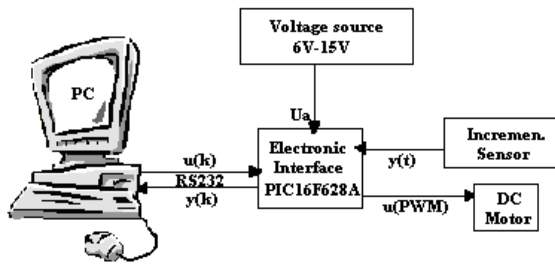 Voltage source
6V-15V
PC
Ua
u(k)
RS232
y(k)
Electronic
Interface
PIC16F628A
y(t)
Incremen.
Sensor
u(PWM)
DC
Motor